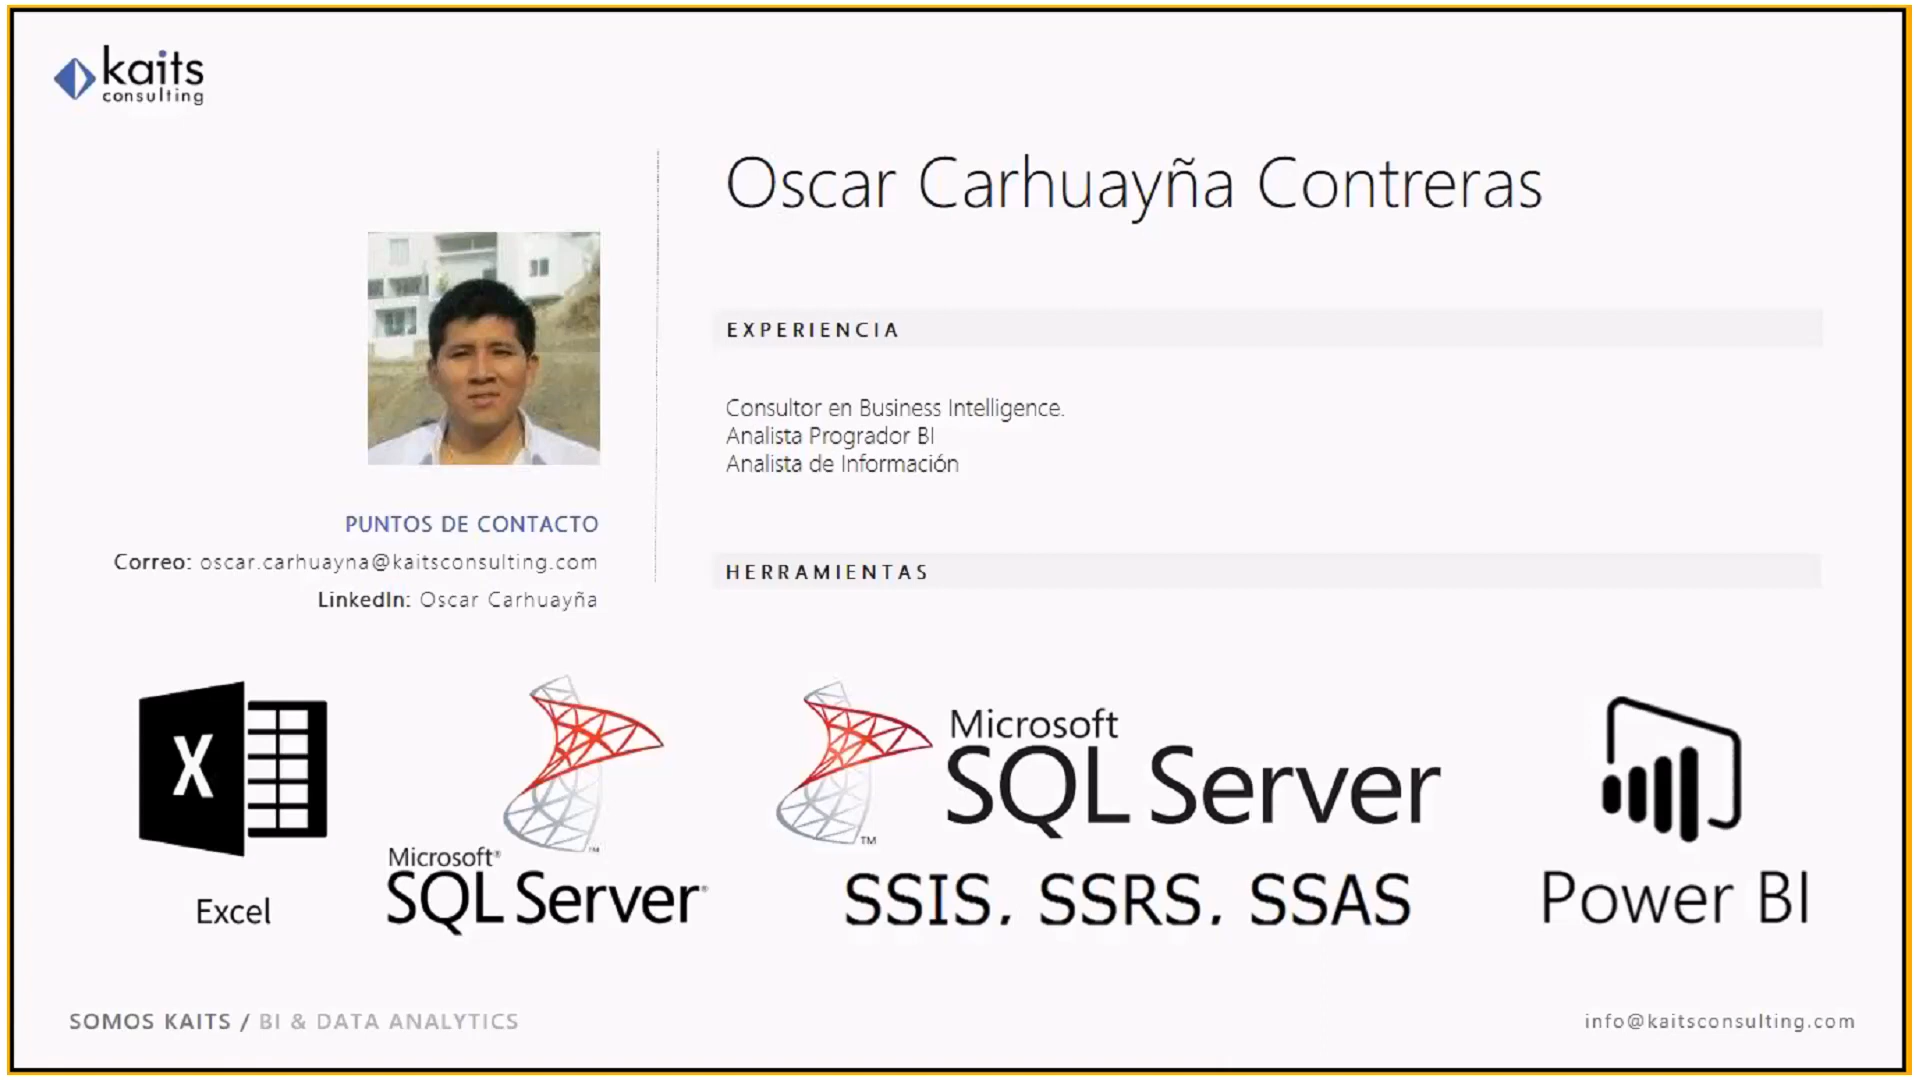 kaits
consulting
Oscar Carhuayña Contreras
EXPERIENCIA
Consultor en Business Intelligence.
Analista Progrador BI
Analista de Información
PUNTOS DE CONTACTO
Correo: oscar.carhuayna@kaitsconsulting.com
LinkedIn: Oscar Carhuayña
HERRAMIENTAS
X
Excel
Microsoft®
SQL Server®
™
Microsoft
SQL Server
™
SSIS, SSRS, SSAS
Power BI
SOMOS KAITS / BI & DATA ANALYTICS
info@kaitsconsulting.com